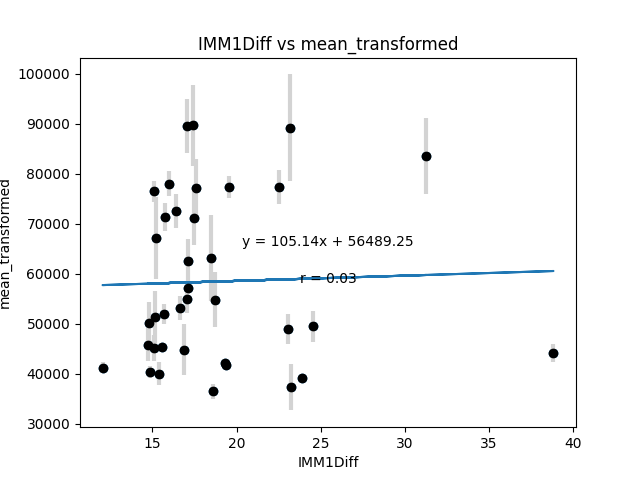 IMM1Diff vs mean_transformed
100000
90000
80000
70000
60000
50000
40000
30000
mean_transformed
y = 105.14x + 56489.25
r = 0.03
15
20
25
30
35
40
IMM1Diff